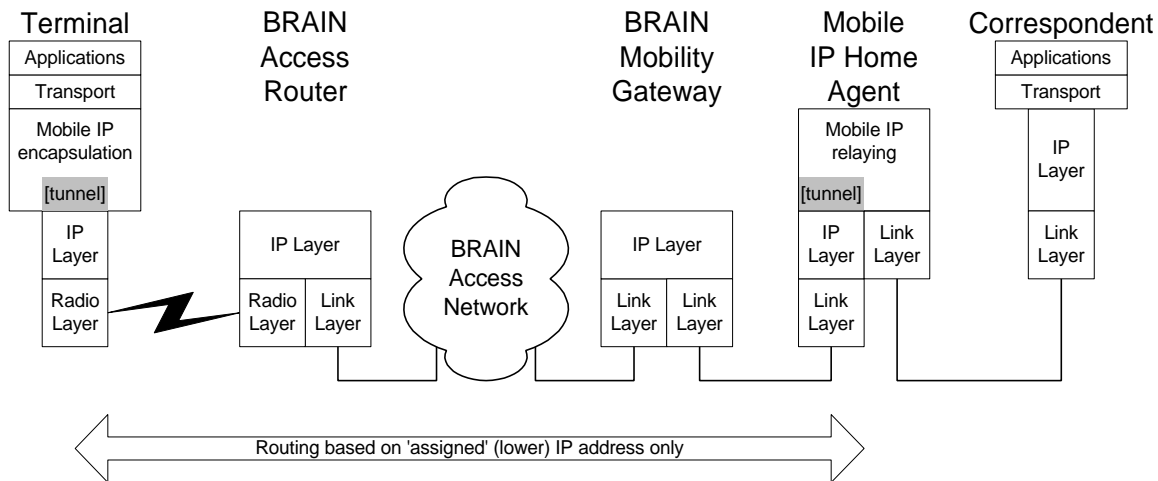 Terminal
Applications
Transport
Mobile IP
encapsulation
[tunnel]
IP
Layer
Radio
Layer
BRAIN
Access
Router
IP Layer
Radio
Layer
Link
Layer
BRAIN
Access
Network
BRAIN
Mobility
Gateway
IP Layer
Link
Layer
Link
Layer
Mobile
IP Home
Agent
Mobile IP
relaying
[tunnel]
IP
Layer
Link
Layer
Link
Layer
Correspondent
Applications
Transport
IP
Layer
Link
Layer
Routing based on 'assigned' (lower) IP address only